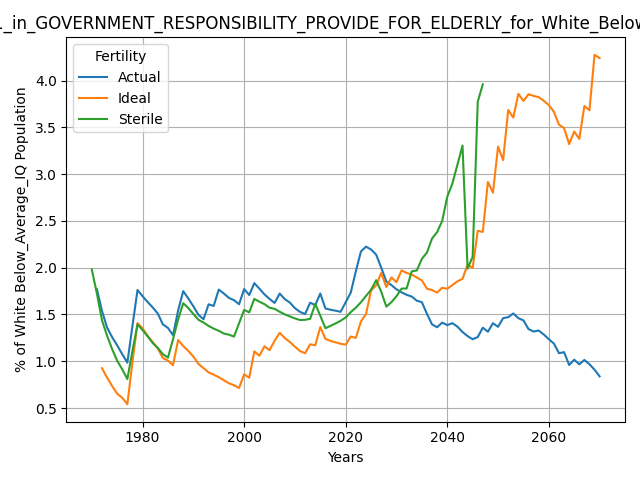 _in_GOVERNMENT_RESPONSIBILITY_PROVIDE_FOR_ELDERLY_for_White_Below
Fertility
Actual
Ideal
Sterile
% of White Below_Average_IQ Population
4.0
3.5
3.0
2.5
2.0
1.5
1.0
0.5
1980 2000 2020 2040 2060
Years